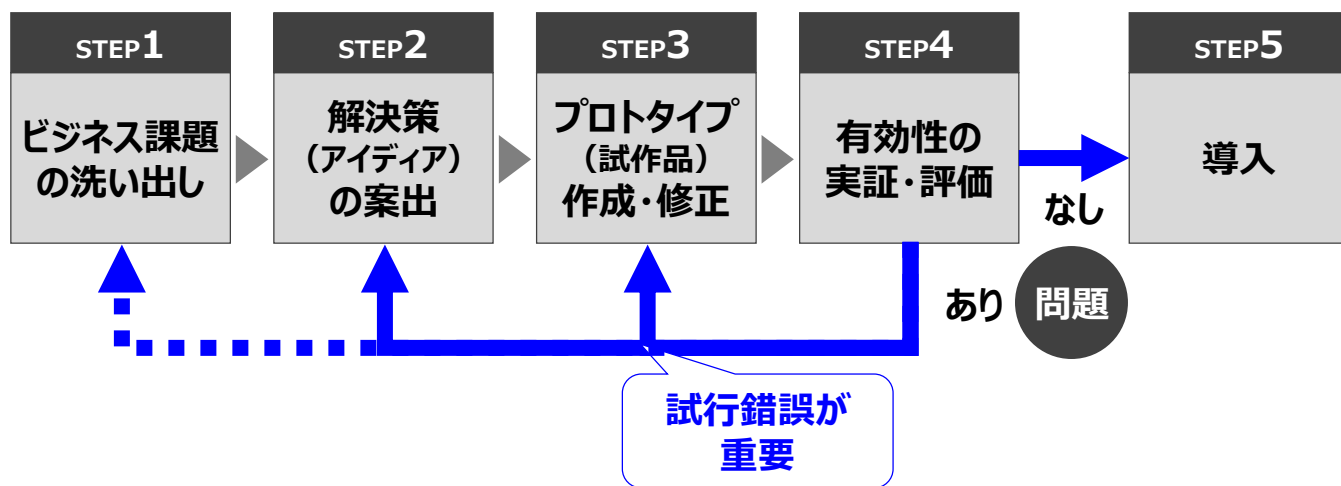 STEP1
ビジネス課題
の洗い出し
STEP2
解決策
（アイディア）
の案出
STEP3
プロトタイプ
（試作品）
作成・修正
STEP4
有効性の
実証・評価
STEP5
導入
なし
あり
問題
試行錯誤が
重要